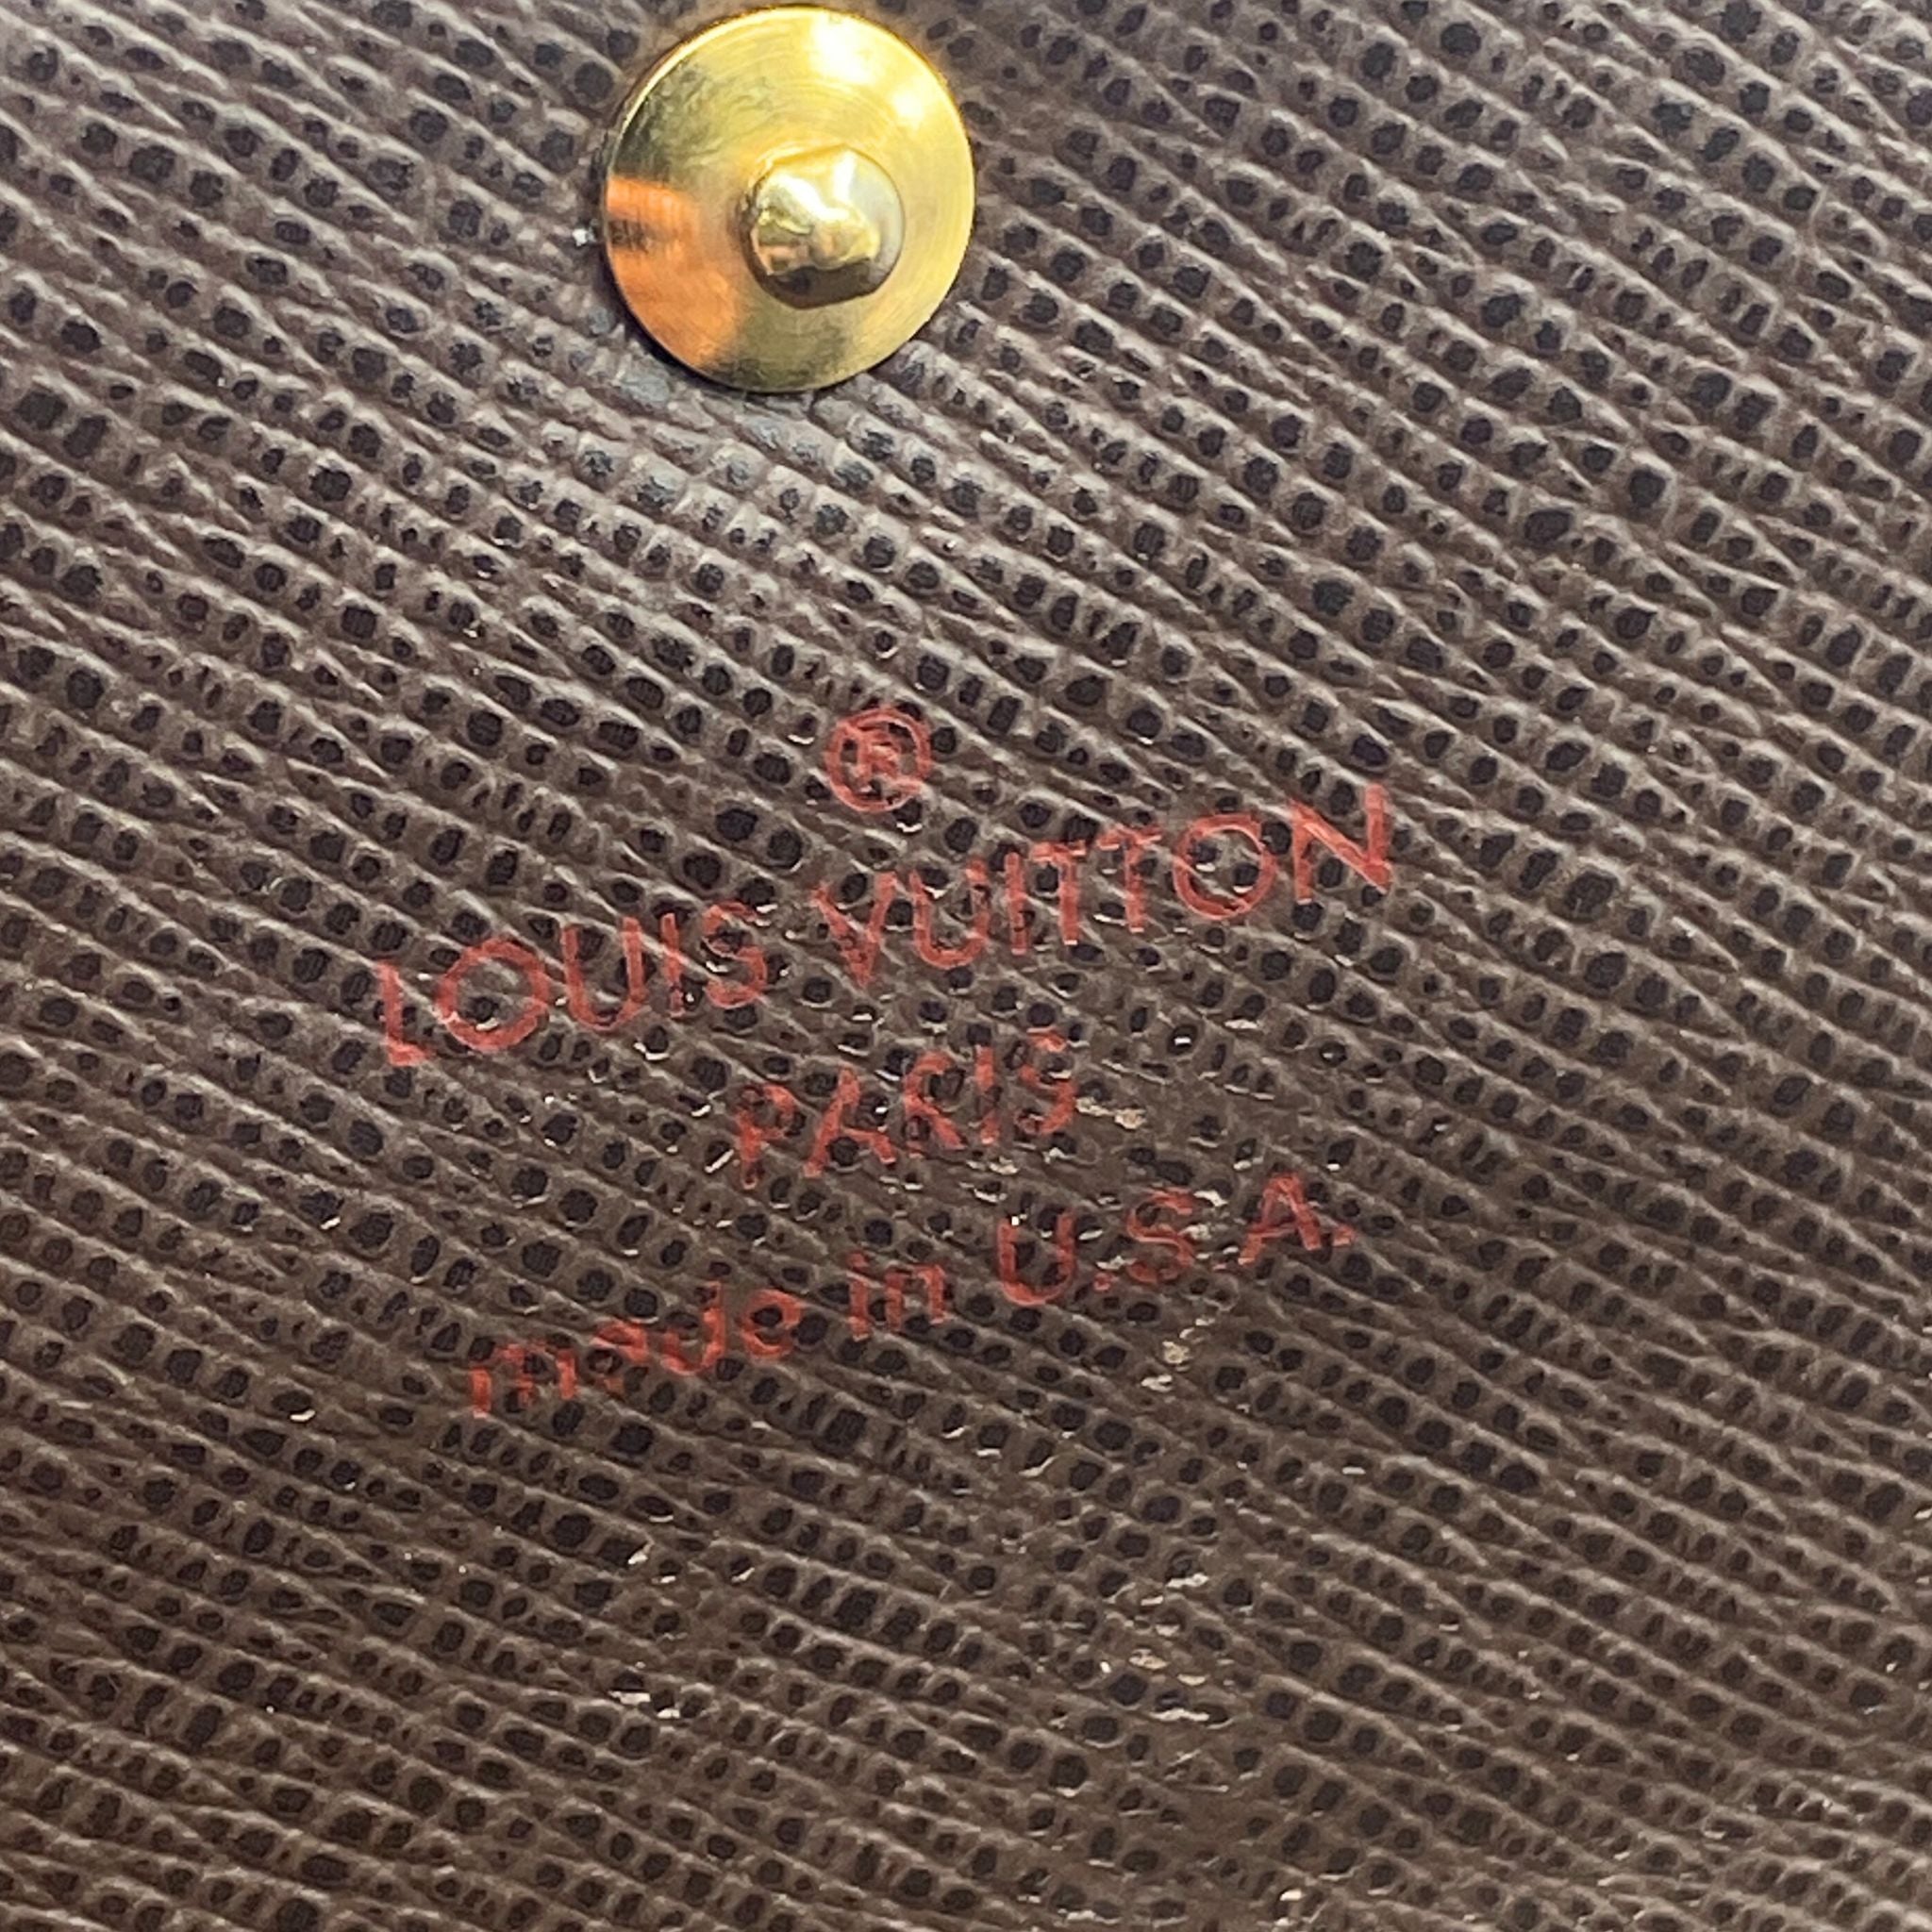 ®
LOUIS VUITTON
PARIS
made in U.S.A.